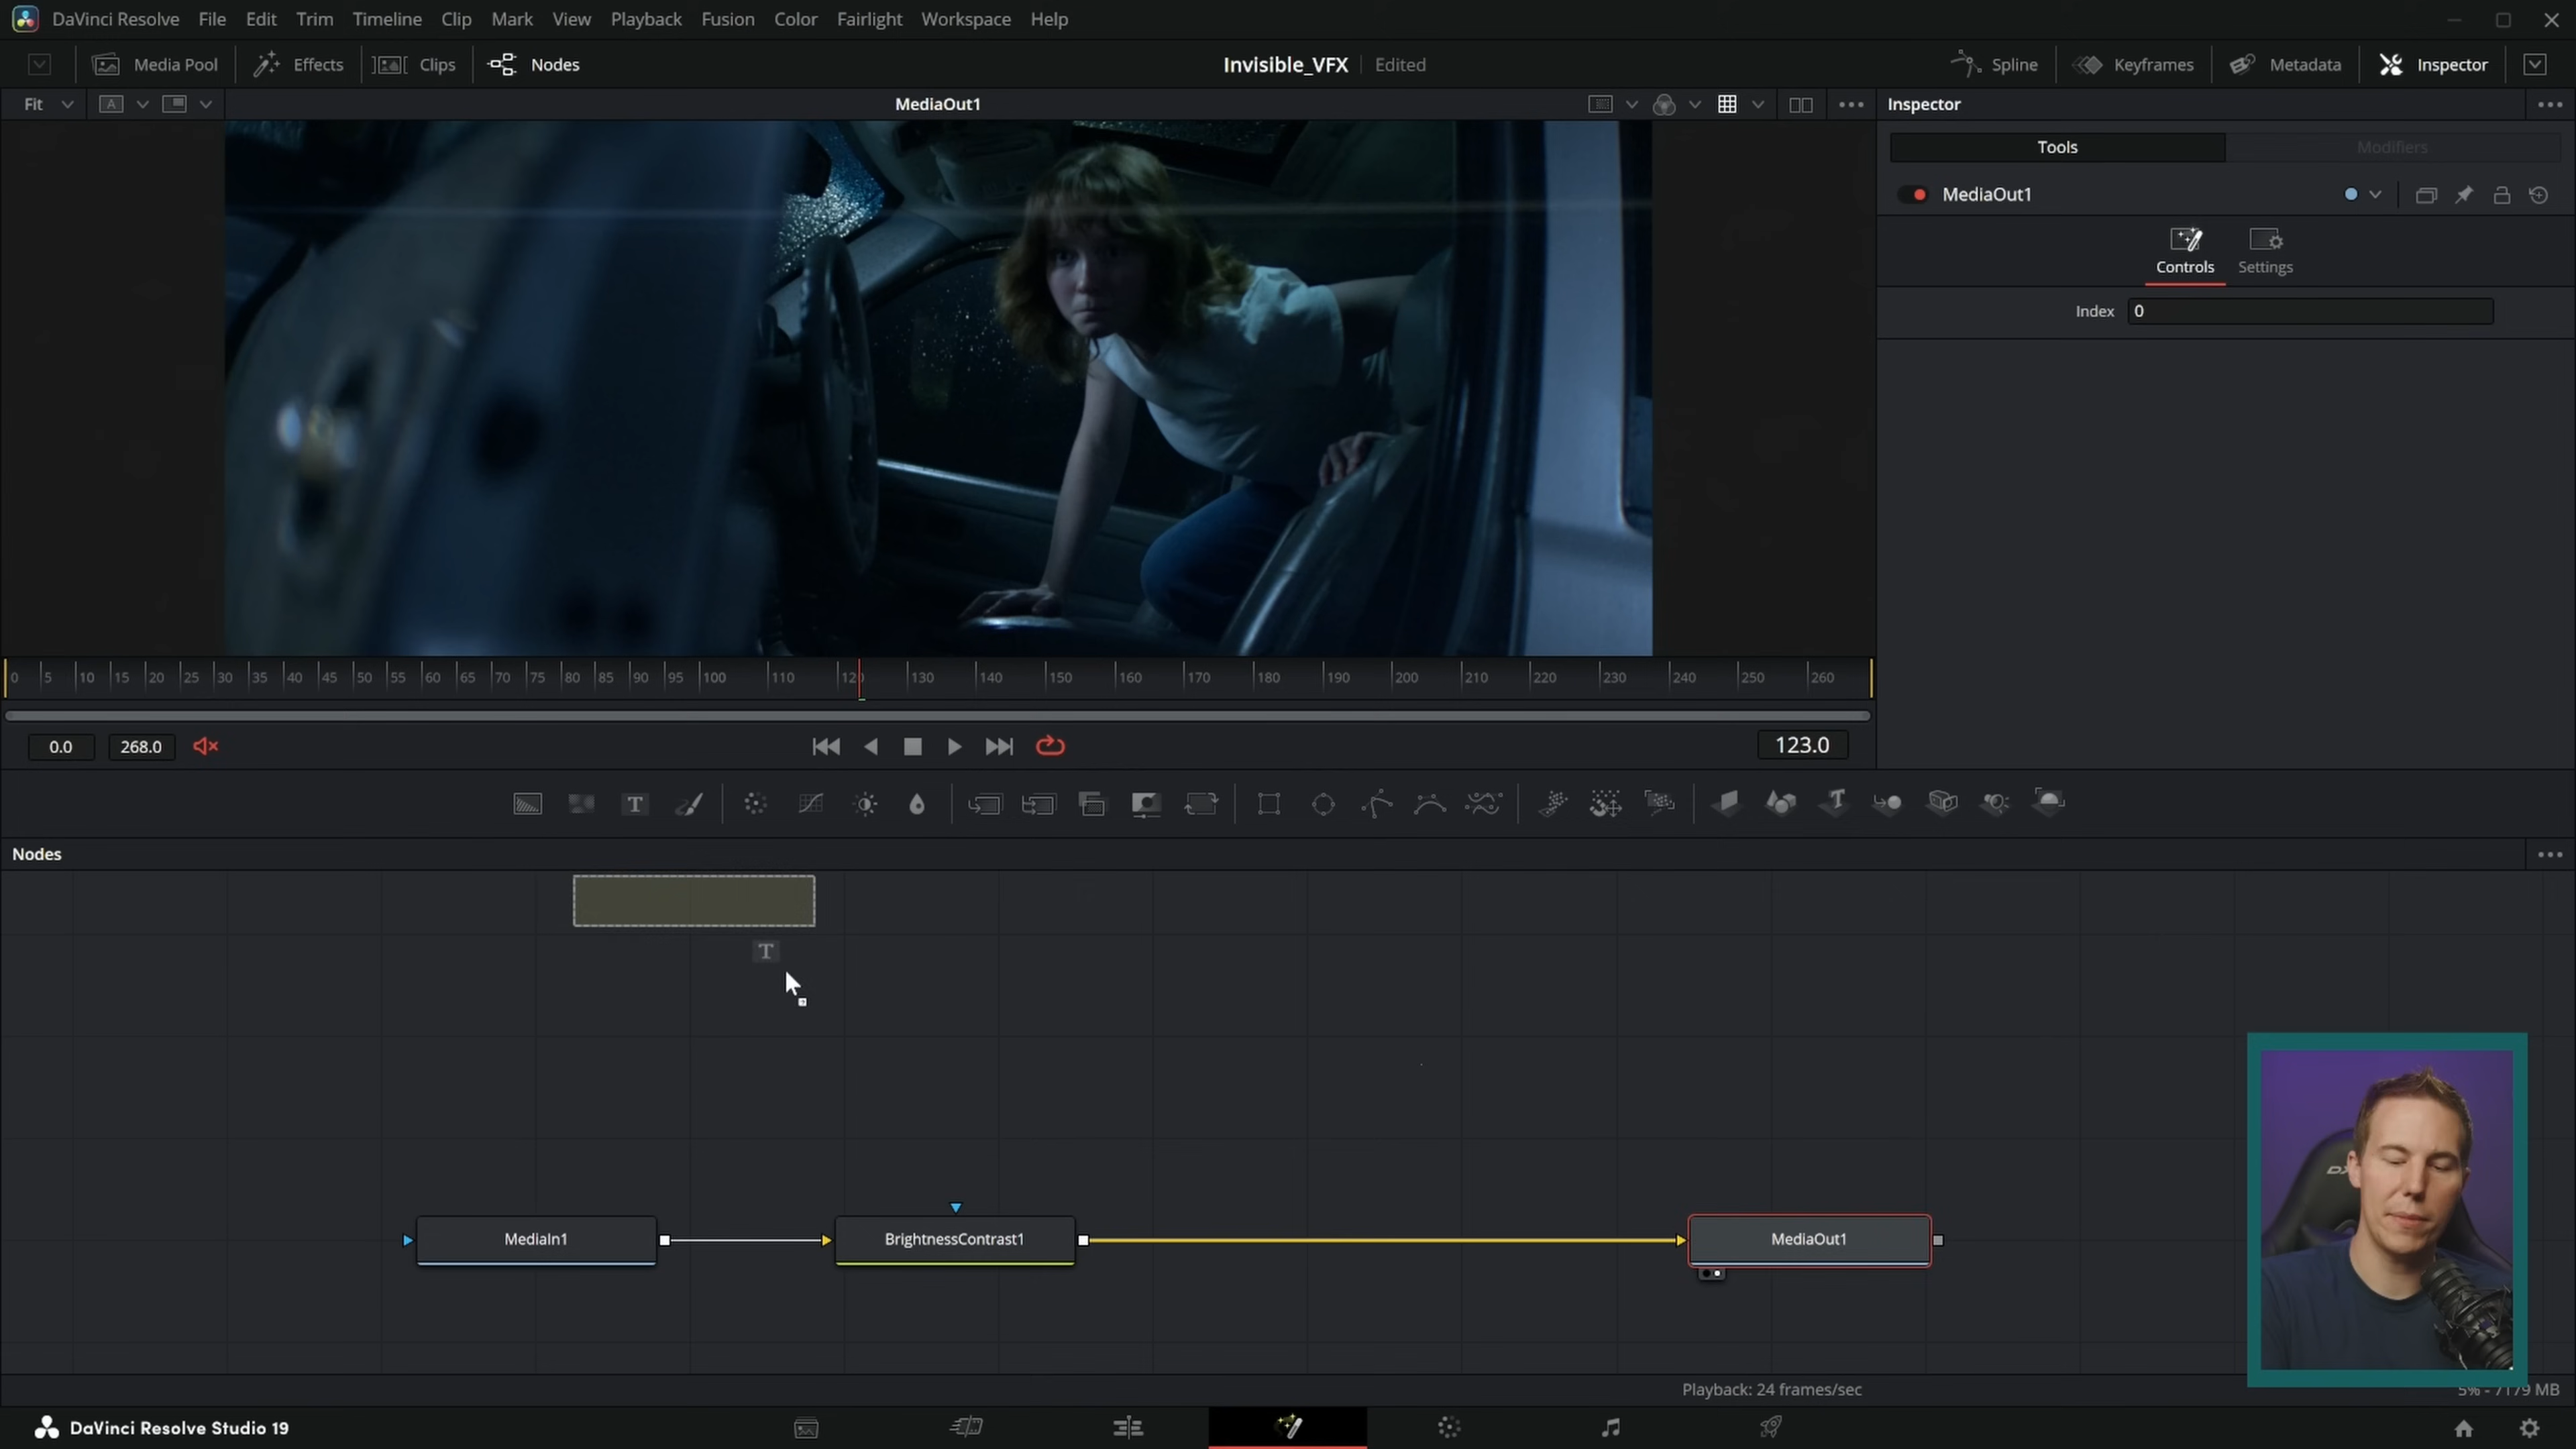 DaVinci Resolve File Edit Trim Timeline Clip Mark View Playback Fusion Color Fairlight Workspace Help
Media Pool Effects Clips Nodes Invisible_VFX Edited Spline Keyframes Metadata Inspector
Fit A MediaOut1 Inspector
Tools Modifiers
MediaOut1
Controls Settings
Index 0
0 5 10 15 20 25 30 35 40 45 50 55 60 65 70 75 80 85 90 95 100 110 120 130 140 150 160 170 180 190 200 210 220 230 240 250 260
0.0 268.0 123.0
T T
Nodes
T
MediaIn1 BrightnessContrast1 MediaOut1
Playback: 24 frames/sec 5% - 7179 MB
DaVinci Resolve Studio 19